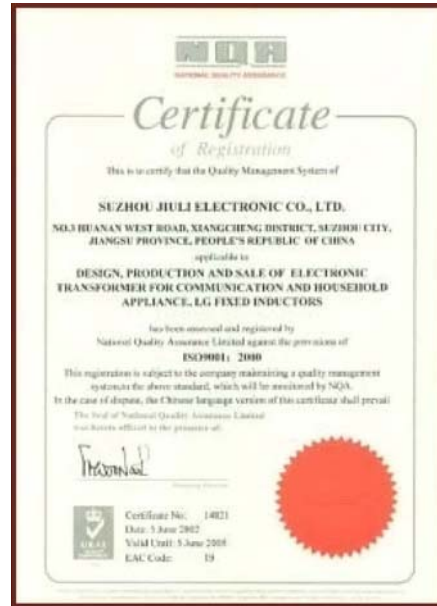 NQA
NATIONAL QUALITY ASSURANCE
Certificate
of Registration
This is to certify that the Quality Management System of
SUZHOU JIULI ELECTRONIC CO., LTD.
NO.3 HUANAN WEST ROAD, XIANGCHENG DISTRICT, SUZHOU CITY,
JIANGSU PROVINCE, PEOPLE'S REPUBLIC OF CHINA
applicable to
DESIGN, PRODUCTION AND SALE OF ELECTRONIC
TRANSFORMER FOR COMMUNICATION AND HOUSEHOLD
APPLIANCE, LG FIXED INDUCTORS
has been assessed and registered by
National Quality Assurance Limited against the provisions of
ISO9001: 2000
This registration is subject to the company maintaining a quality management
system, to the above standard, which will be monitored by NQA.
In the case of dispute, the Chinese language version of this certificate shall prevail
The Seal of National Quality Assurance Limited
was hereto affixed in the presence of:
Managing Director
Certificate No: 14021
Date: 5 June 2002
Valid Until: 5 June 2005
EAC Code: 19
UKAS